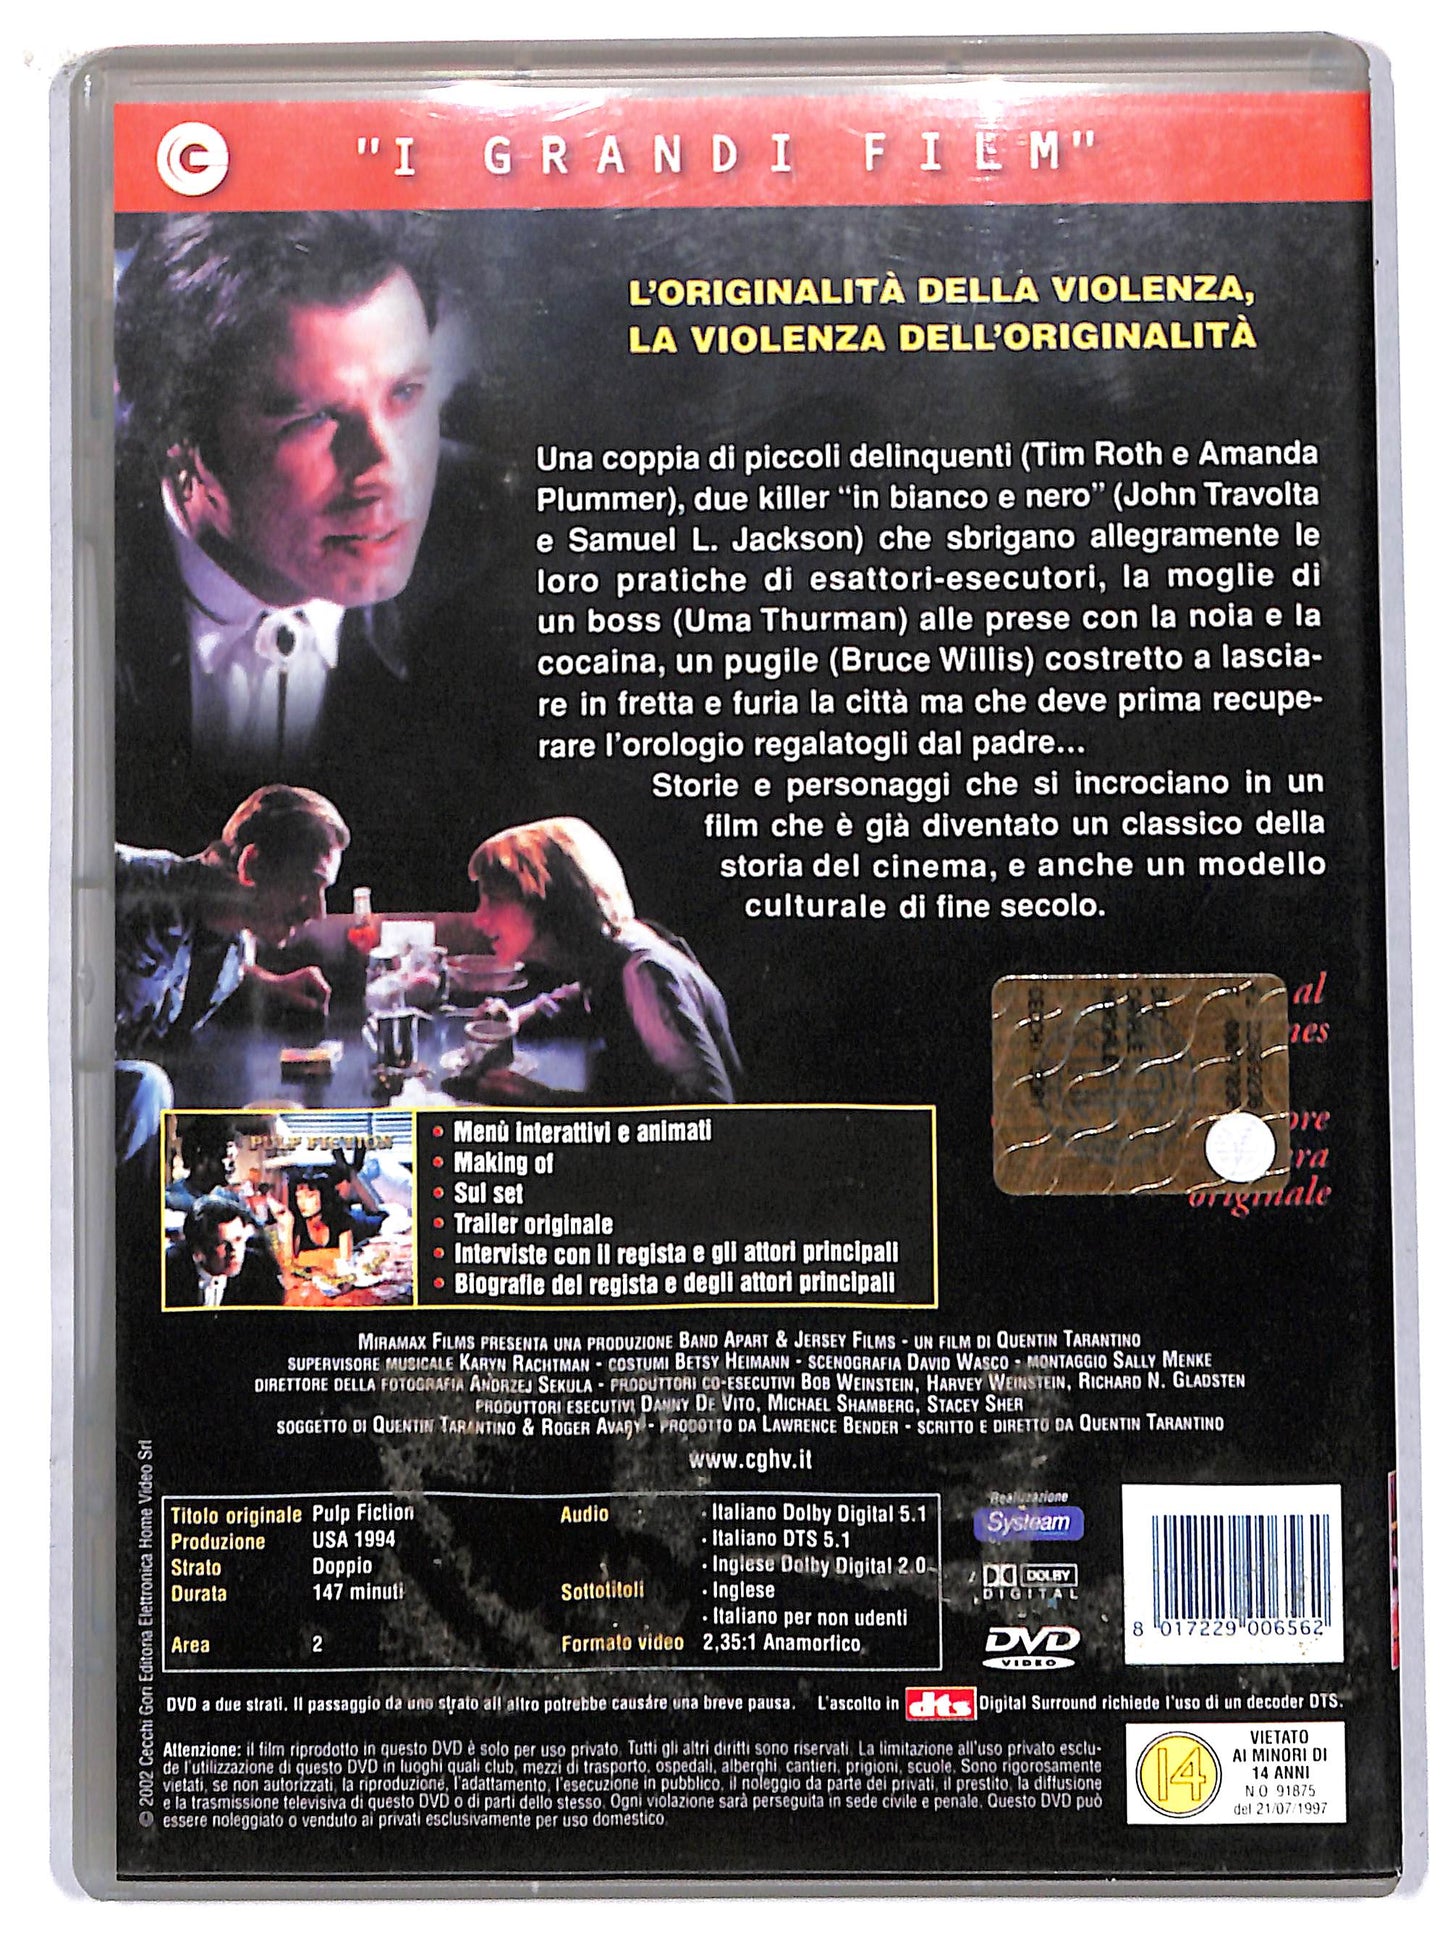 "I GRANDI FILM"
L'ORIGINALITÀ DELLA VIOLENZA,
LA VIOLENZA DELL'ORIGINALITÀ
Una coppia di piccoli delinquenti (Tim Roth e Amanda
Plummer), due killer “in bianco e nero” (John Travolta
e Samuel L. Jackson) che sbrigano allegramente le
loro pratiche di esattori-esecutori, la moglie di
un boss (Uma Thurman) alle prese con la noia e la
cocaina, un pugile (Bruce Willis) costretto a lascia-
re in fretta e furia la città ma che deve prima recupe-
rare l'orologio regalatogli dal padre...
Storie e personaggi che si incrociano in un
film che è già diventato un classico della
storia del cinema, e anche un modello
culturale di fine secolo.
al
originale
PULP FICTION
• Menù interattivi e animati
• Making of
• Sul set
• Trailer originale
• Interviste con il regista e gli attori principali
• Biografie del regista e degli attori principali
MIRAMAX FILMS PRESENTA UNA PRODUZIONE BAND APART & JERSEY FILMS - UN FILM DI QUENTIN TARANTINO
SUPERVISORE MUSICALE KARYN RACHTMAN - COSTUMI BETSY HEIMANN - SCENOGRAFIA DAVID WASCO - MONTAGGIO SALLY MENKE
DIRETTORE DELLA FOTOGRAFIA ANDRZEJ SEKULA - PRODUTTORI CO-ESECUTIVI BOB WEINSTEIN, HARVEY WEINSTEIN, RICHARD N. GLADSTEN
PRODUTTORI ESECUTIVI DANNY DE VITO, MICHAEL SHAMBERG, STACEY SHER
SOGGETTO DI QUENTIN TARANTINO & ROGER AVARY - PRODOTTO DA LAWRENCE BENDER - SCRITTO E DIRETTO DA QUENTIN TARANTINO
www.cghv.it
Titolo originale Pulp Fiction
Produzione USA 1994
Strato Doppio
Durata 147 minuti
Area 2
Audio • Italiano Dolby Digital 5.1
• Italiano DTS 5.1
• Inglese Dolby Digital 2.0
Sottotitoli • Inglese
• Italiano per non udenti
Formato video 2,35:1 Anamorfico
Realizzazione
Systeam
DOLBY
DIGITAL
DVD
VIDEO
8 017229 006562
DVD a due strati. Il passaggio da uno strato all altro potrebbe causare una breve pausa. L'ascolto in dts Digital Surround richiede l'uso di un decoder DTS.
Attenzione: il film riprodotto in questo DVD è solo per uso privato. Tutti gli altri diritti sono riservati. La limitazione all'uso privato esclu-
de l'utilizzazione di questo DVD in luoghi quali club, mezzi di trasporto, ospedali, alberghi, cantieri, prigioni, scuole. Sono rigorosamente
vietati, se non autorizzati, la riproduzione, l'adattamento, l'esecuzione in pubblico, il noleggio da parte dei privati, il prestito, la diffusione
e la trasmissione televisiva di questo DVD o di parti dello stesso. Ogni violazione sarà perseguita in sede civile e penale. Questo DVD può
essere noleggiato o venduto ai privati esclusivamente per uso domestico.
14
VIETATO
AI MINORI DI
14 ANNI
N O 91875
del 21/07/1997
© 2002 Cecchi Gori Editoria Elettronica Home Video Srl